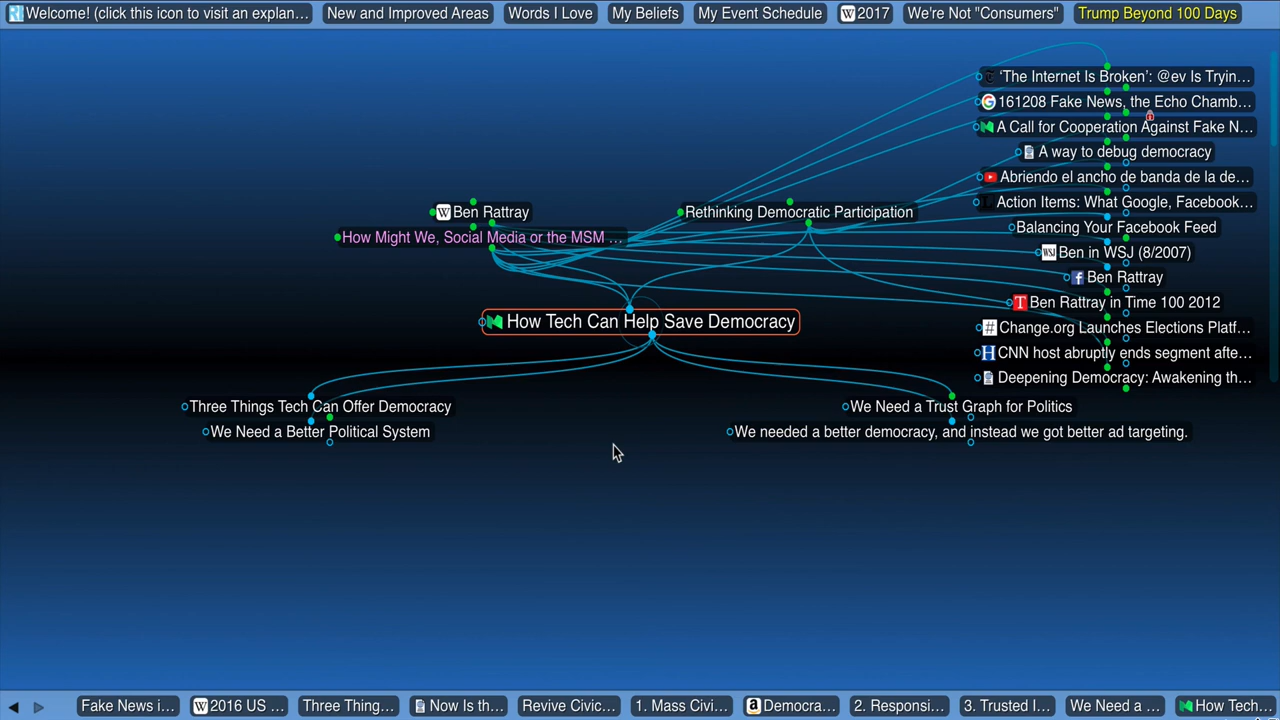 Welcome! (click this icon to visit an explan...
New and Improved Areas
Words I Love
My Beliefs
My Event Schedule
W 2017
We're Not "Consumers"
Trump Beyond 100 Days
'The Internet Is Broken': @ev Is Tryin...
161208 Fake News, the Echo Chamb...
A Call for Cooperation Against Fake N...
A way to debug democracy
Abriendo el ancho de banda de la de...
Action Items: What Google, Facebook...
Balancing Your Facebook Feed
WSJ Ben in WSJ (8/2007)
f Ben Rattray
T Ben Rattray in Time 100 2012
# Change.org Launches Elections Platf...
H CNN host abruptly ends segment afte...
Deepening Democracy: Awakening th...
W Ben Rattray
How Might We, Social Media or the MSM ...
Rethinking Democratic Participation
How Tech Can Help Save Democracy
Three Things Tech Can Offer Democracy
We Need a Better Political System
We Need a Trust Graph for Politics
We needed a better democracy, and instead we got better ad targeting.
Fake News i...
W 2016 US ...
Three Thing...
Now Is th...
Revive Civic...
1. Mass Civi...
a Democra...
2. Responsi...
3. Trusted I...
We Need a ...
How Tech...